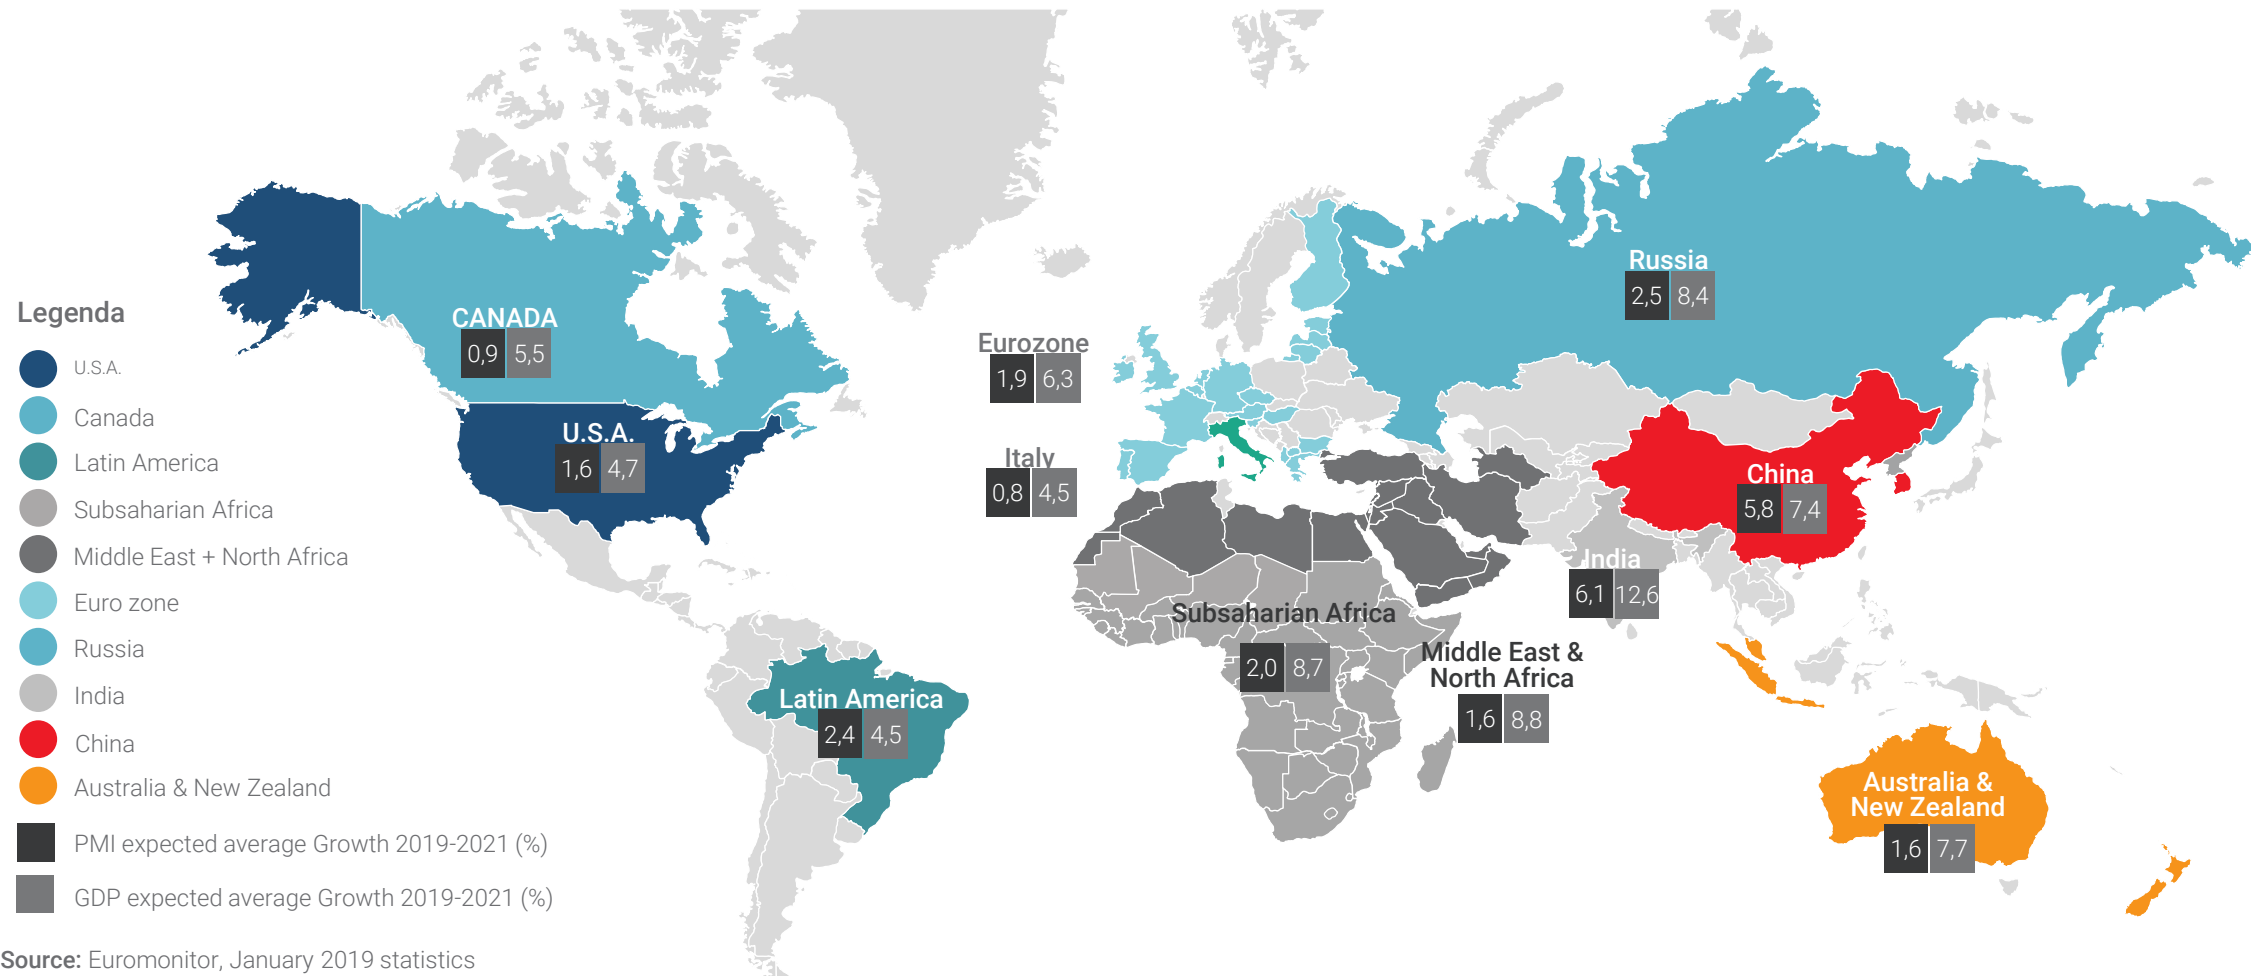 Legenda
U.S.A.
Canada
Latin America
Subsaharian Africa
Middle East + North Africa
Euro zone
Russia
India
China
Australia & New Zealand
PMI expected average Growth 2019-2021 (%)
GDP expected average Growth 2019-2021 (%)
Source: Euromonitor, January 2019 statistics
CANADA
0,9 5,5
U.S.A.
1,6 4,7
Latin America
2,4 4,5
Eurozone
1,9 6,3
Italy
0,8 4,5
Subsaharian Africa
2,0 8,7
Middle East &
North Africa
1,6 8,8
Russia
2,5 8,4
China
5,8 7,4
India
6,1 12,6
Australia &
New Zealand
1,6 7,7